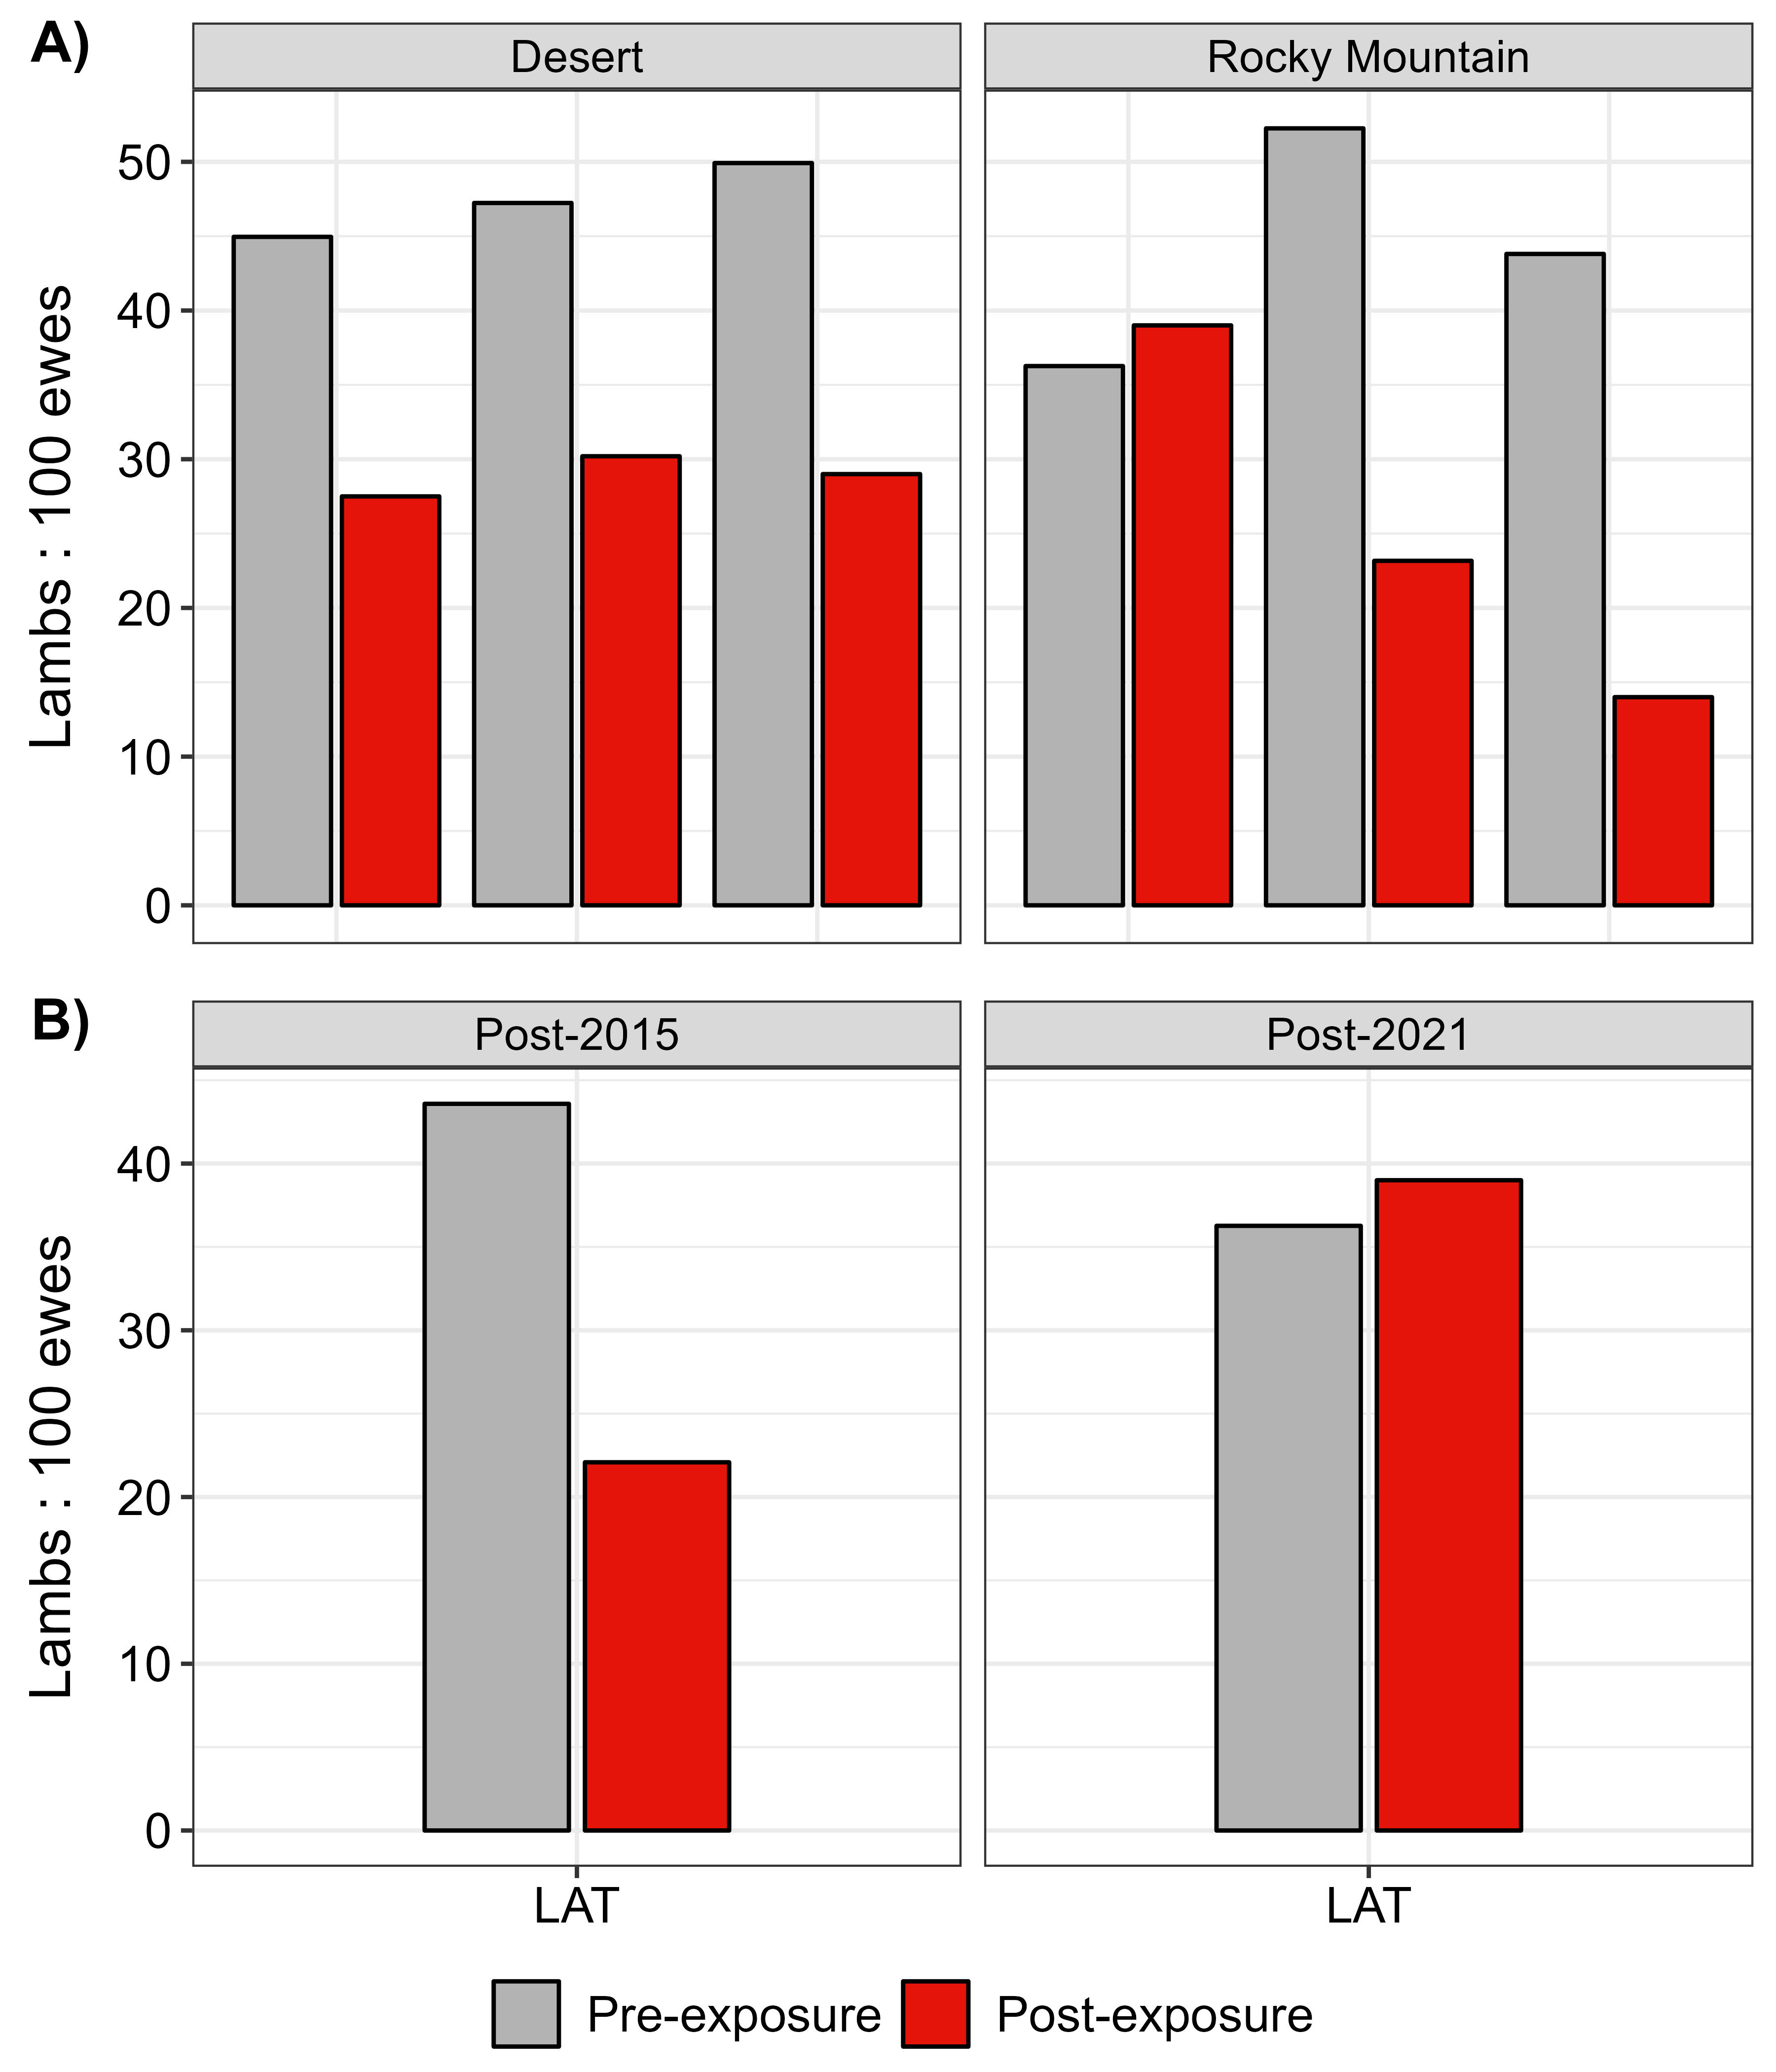 A)
Desert
Rocky Mountain
Lambs : 100 ewes
50
40
30
20
10
0
B)
Post-2015
Post-2021
Lambs : 100 ewes
40
30
20
10
0
LAT
LAT
Pre-exposure
Post-exposure